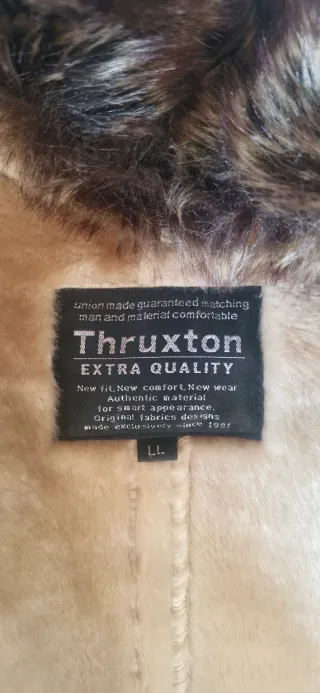 union made guaranteed matching
man and material comfortable
Thruxton
EXTRA QUALITY
New fit. New comfort. New wear
Authentic material
for smart appearance.
Original fabrics designs
made exclusively since 1987
LL